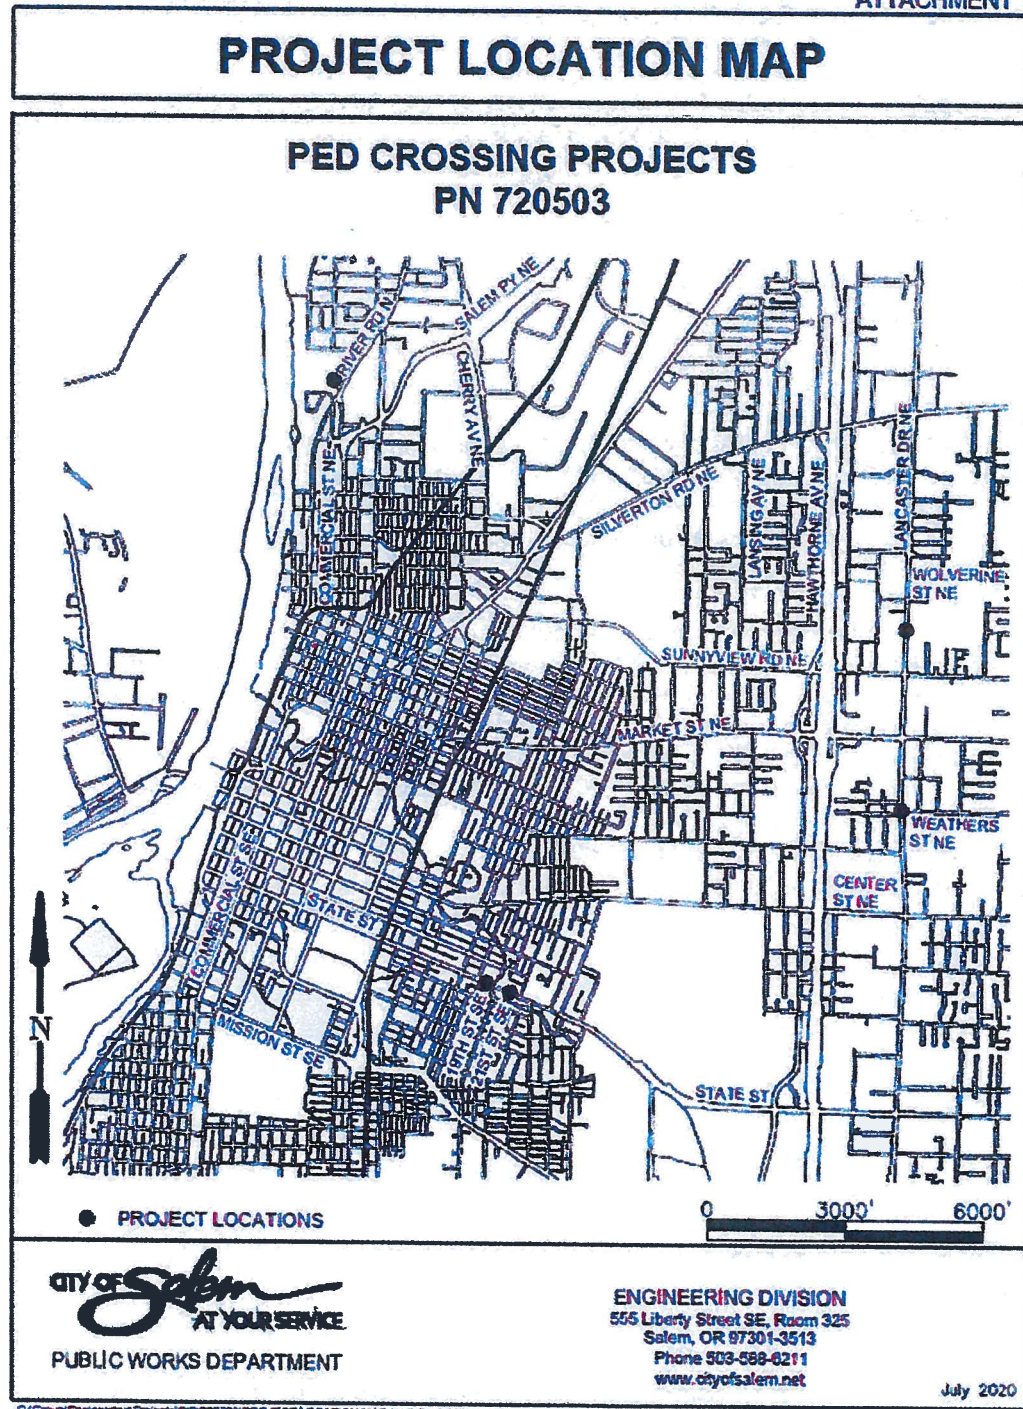 ATTACHMENT
PROJECT LOCATION MAP
PED CROSSING PROJECTS
PN 720503
RIVER RD N
SALEM PY NE
CHERRY AV NE
COMMERCIAL ST NE
SILVERTON RD NE
LANSING AV NE
HAWTHORNE AV NE
LANCASTER DR NE
WOLVERINE
ST NE
SUNNYVIEW RD NE
MARKET ST NE
WEATHERS
ST NE
CENTER
ST NE
COMMERCIAL ST SE
STATE ST
MISSION ST SE
19TH ST SE
21ST ST SE
STATE ST
N
PROJECT LOCATIONS
0 3000' 6000'
CITY OF Salem
AT YOUR SERVICE
PUBLIC WORKS DEPARTMENT
ENGINEERING DIVISION
555 Liberty Street SE, Room 325
Salem, OR 97301-3513
Phone 503-588-6211
www.cityofsalem.net
July 2020